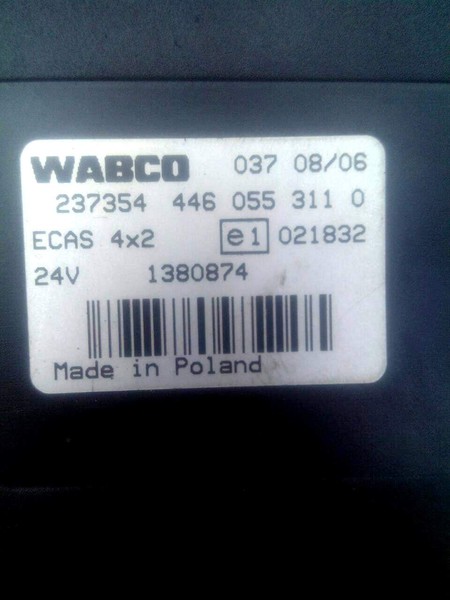 WABCO 037 08/06
237354 446 055 311 0
ECAS 4x2 e1 021832
24V 1380874
Made in Poland